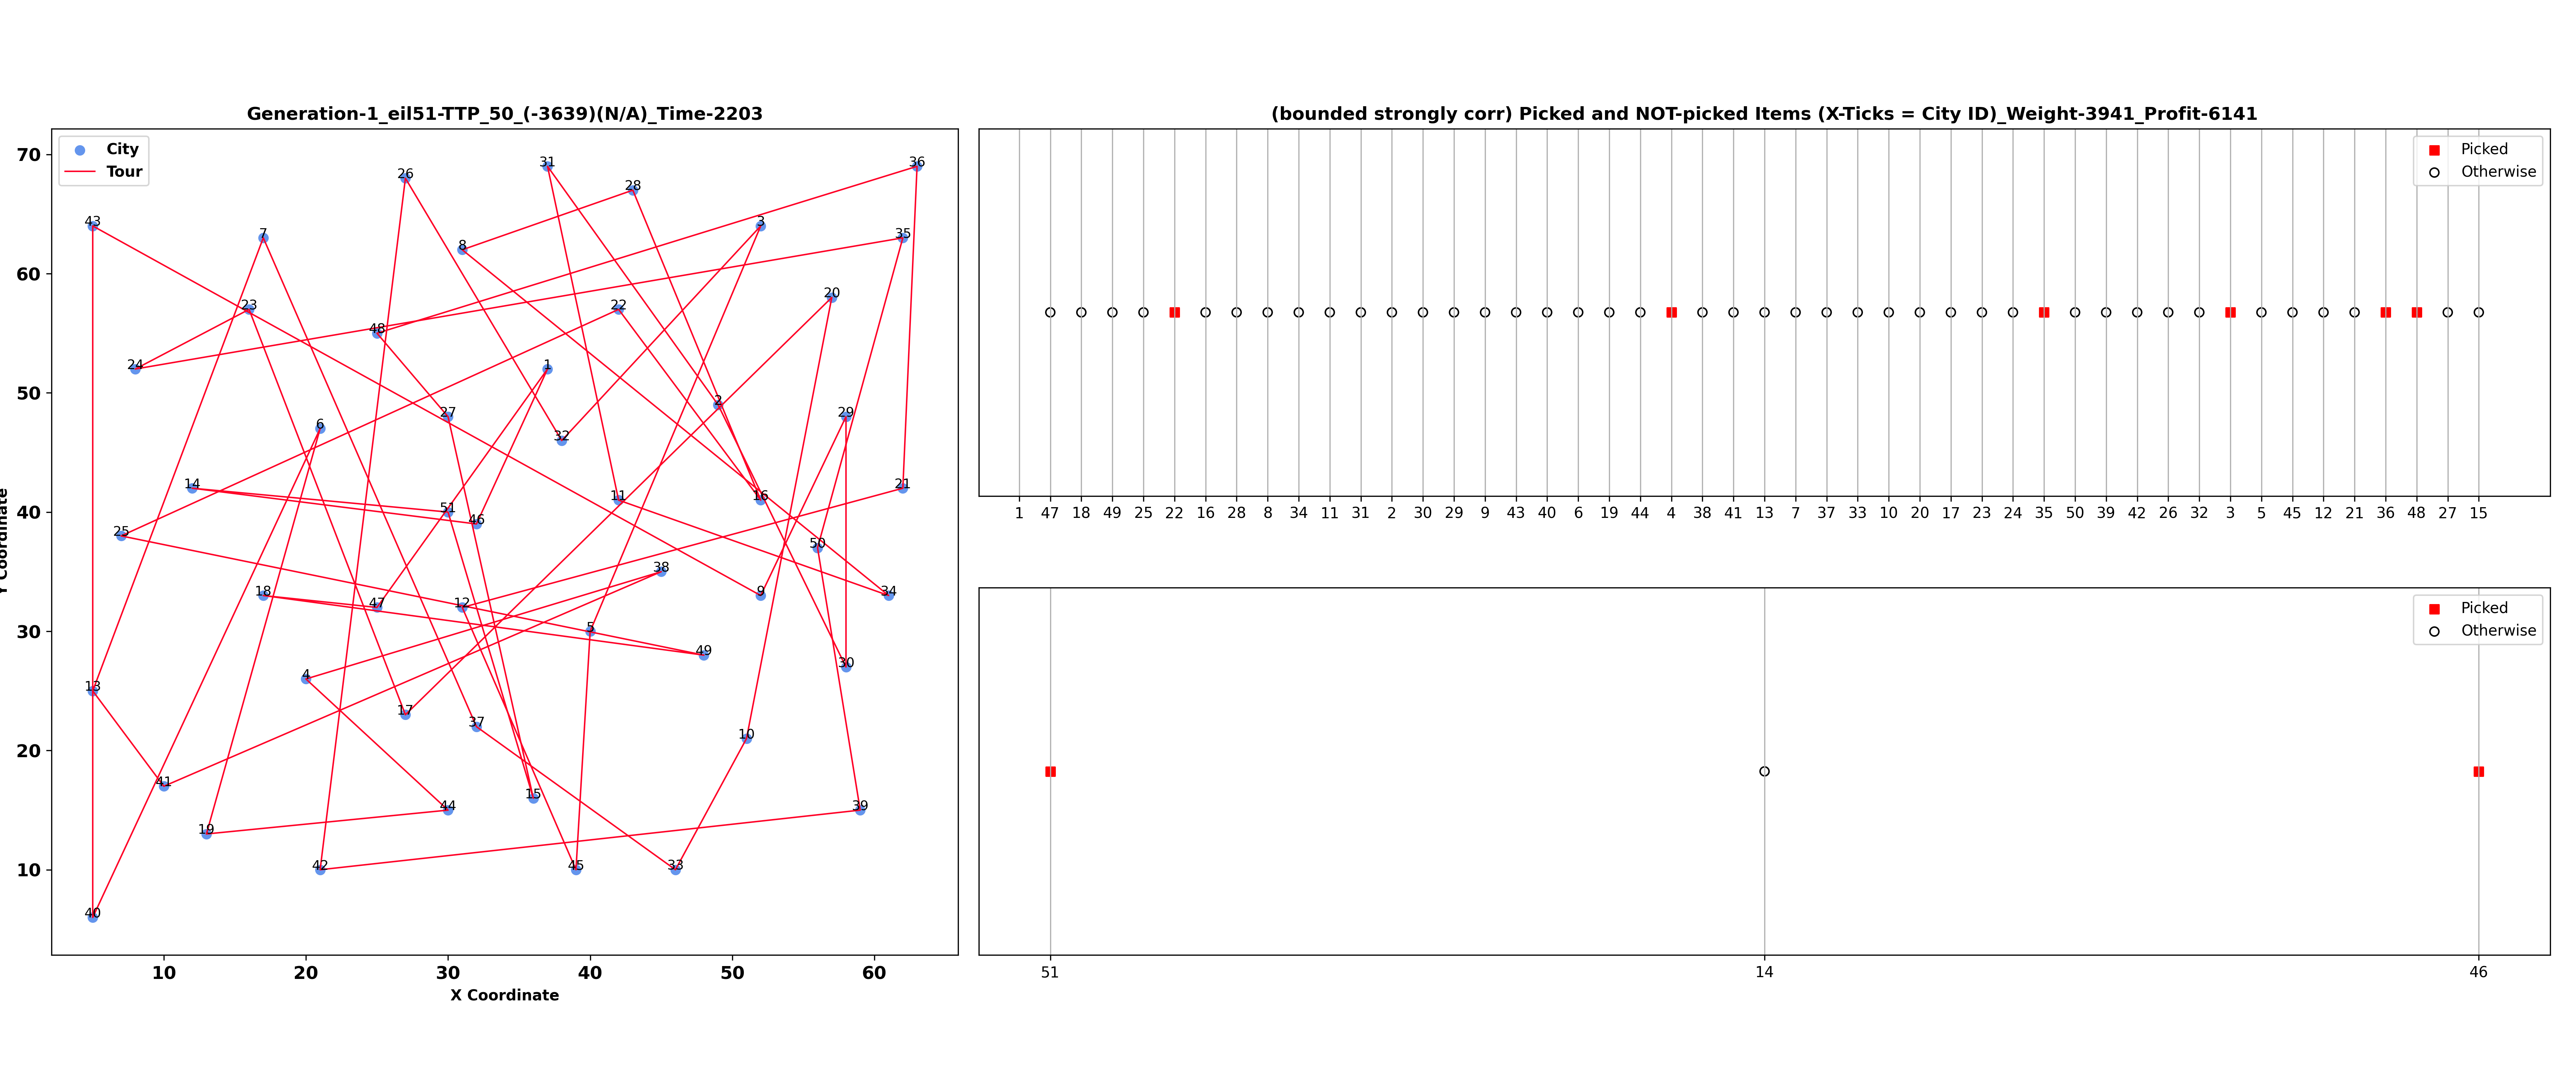 Generation-1_eil51-TTP_50_(-3639)(N/A)_Time-2203
City
Tour
70
60
50
40
30
20
10
Y Coordinate
10 20 30 40 50 60
X Coordinate
31 36
26
28
43 3
7 35
8
20
23 22
48
24 1
2
29
27
6
32
14 21
11 16
51
46
25
50
38
18 9 34
47 12
5
49
30
4
13
17
37
10
41
15
44 39
19
42 45 33
40
(bounded strongly corr) Picked and NOT-picked Items (X-Ticks = City ID)_Weight-3941_Profit-6141
Picked
Otherwise
1 47 18 49 25 22 16 28 8 34 11 31 2 30 29 9 43 40 6 19 44 4 38 41 13 7 37 33 10 20 17 23 24 35 50 39 42 26 32 3 5 45 12 21 36 48 27 15
Picked
Otherwise
51 14 46